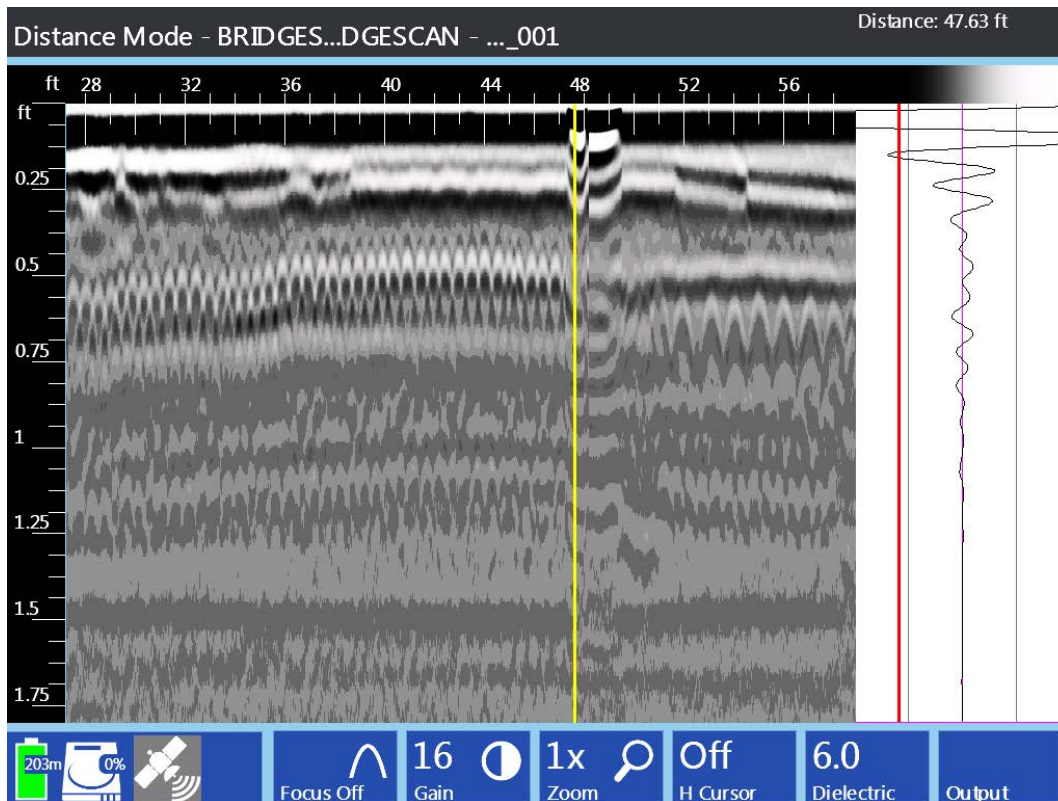 Distance Mode - BRIDGES...DGESCAN - ..._001
Distance: 47.63 ft
ft 28 32 36 40 44 48 52 56
ft
0.25
0.5
0.75
1
1.25
1.5
1.75
203m
0%
Focus Off
16
Gain
1x
Zoom
Off
H Cursor
6.0
Dielectric
Output